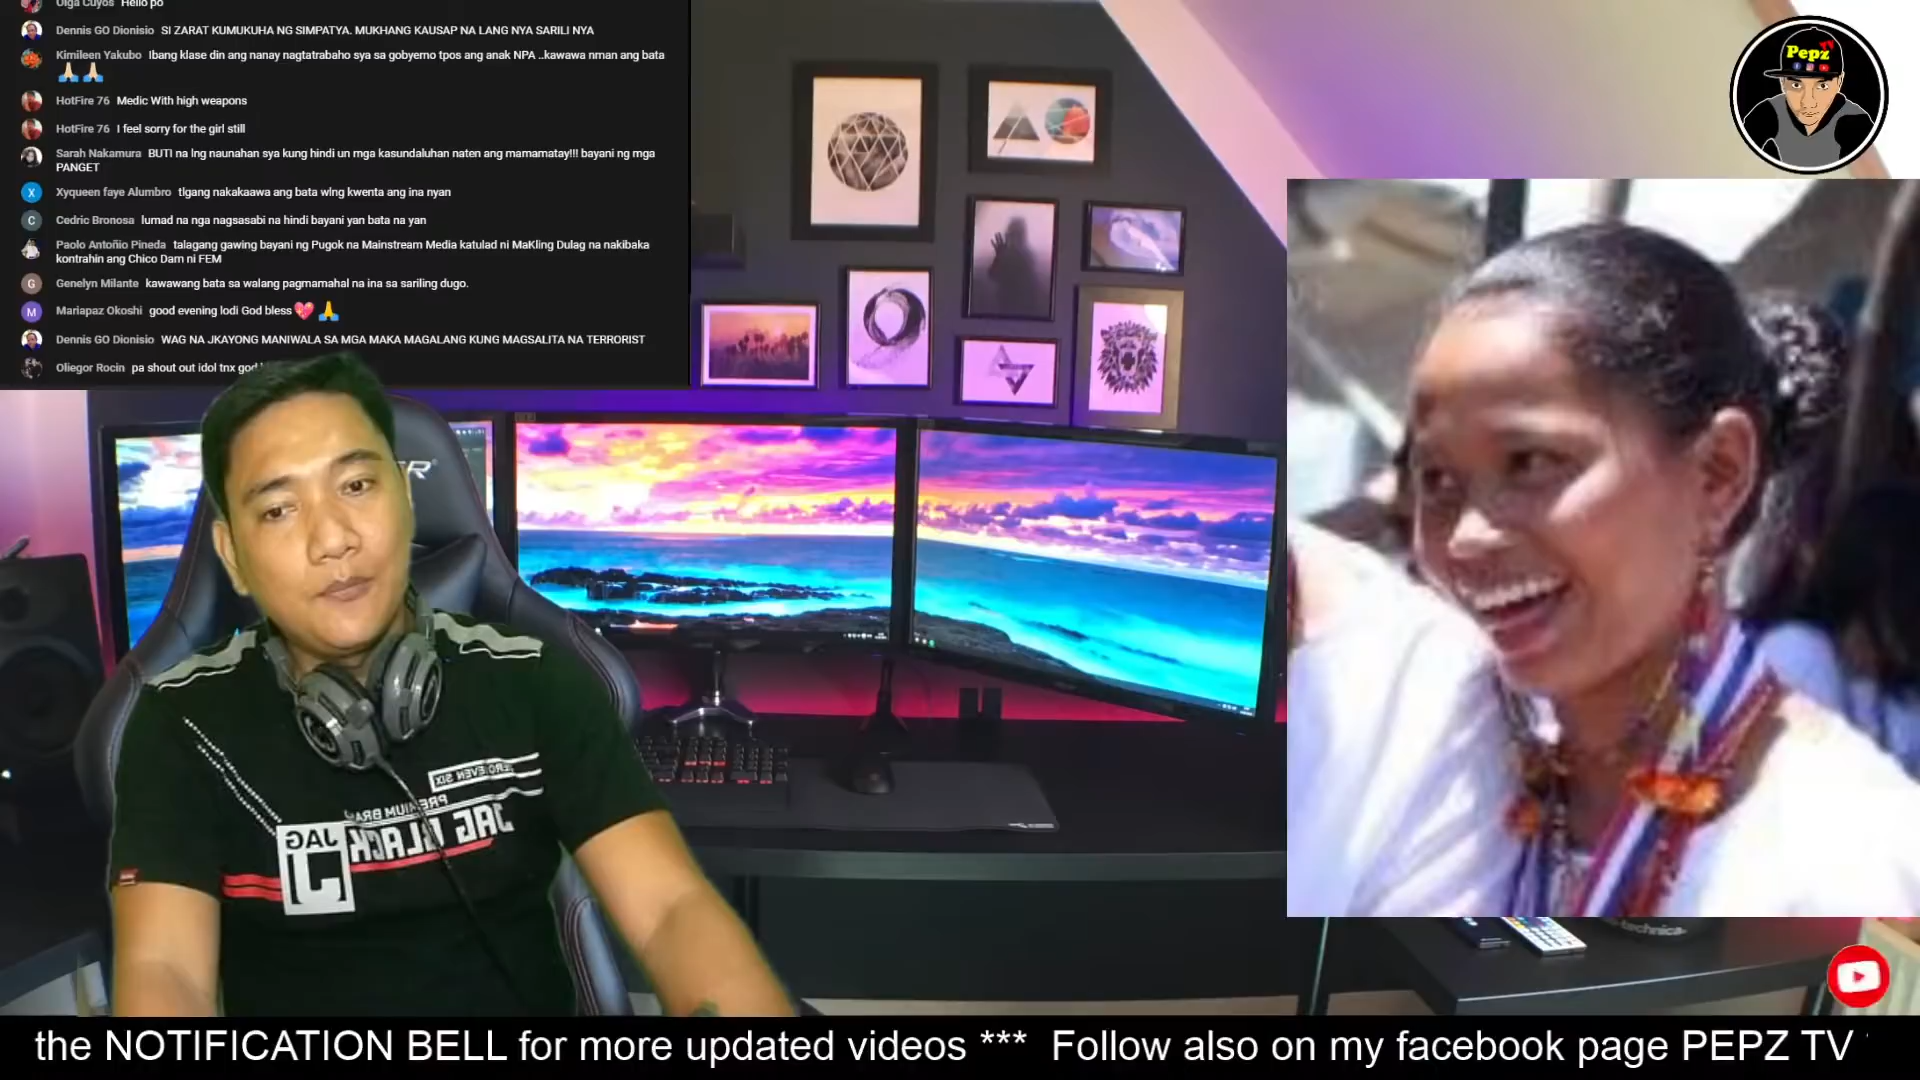 Olga Cuyos Hello po
Dennis GO Dionisio SI ZARAT KUMUKUHA NG SIMPATYA. MUKHANG KAUSAP NA LANG NYA SARILI NYA
Kimileen Yakubo Ibang klase din ang nanay nagtatrabaho sya sa gobyerno tpos ang anak NPA ..kawawa nman ang bata
🙏🏻 🙏🏻
HotFire 76 Medic With high weapons
HotFire 76 I feel sorry for the girl still
Sarah Nakamura BUTI na lng naunahan sya kung hindi un mga kasundaluhan naten ang mamamatay!!! bayani ng mga
PANGET
X Xyqueen faye Alumbro tlgang nakakaawa ang bata wlng kwenta ang ina nyan
C Cedric Bronosa lumad na nga nagsasabi na hindi bayani yan bata na yan
Paolo Antoñio Pineda talagang gawing bayani ng Pugok na Mainstream Media katulad ni MaKling Dulag na nakibaka
kontrahin ang Chico Dam ni FEM
G Genelyn Milante kawawang bata sa walang pagmamahal na ina sa sariling dugo.
M Mariapaz Okoshi good evening lodi God bless💖🙏
Dennis GO Dionisio WAG NA JKAYONG MANIWALA SA MGA MAKA MAGALANG KUNG MAGSALITA NA TERRORIST
Oliegor Rocin pa shout out idol tnx god
Pepz TV
ZERO EVEN SIX
PREMIUM BRA
JAG BLACK
JAG
J
technica
the NOTIFICATION BELL for more updated videos *** Follow also on my facebook page PEPZ TV